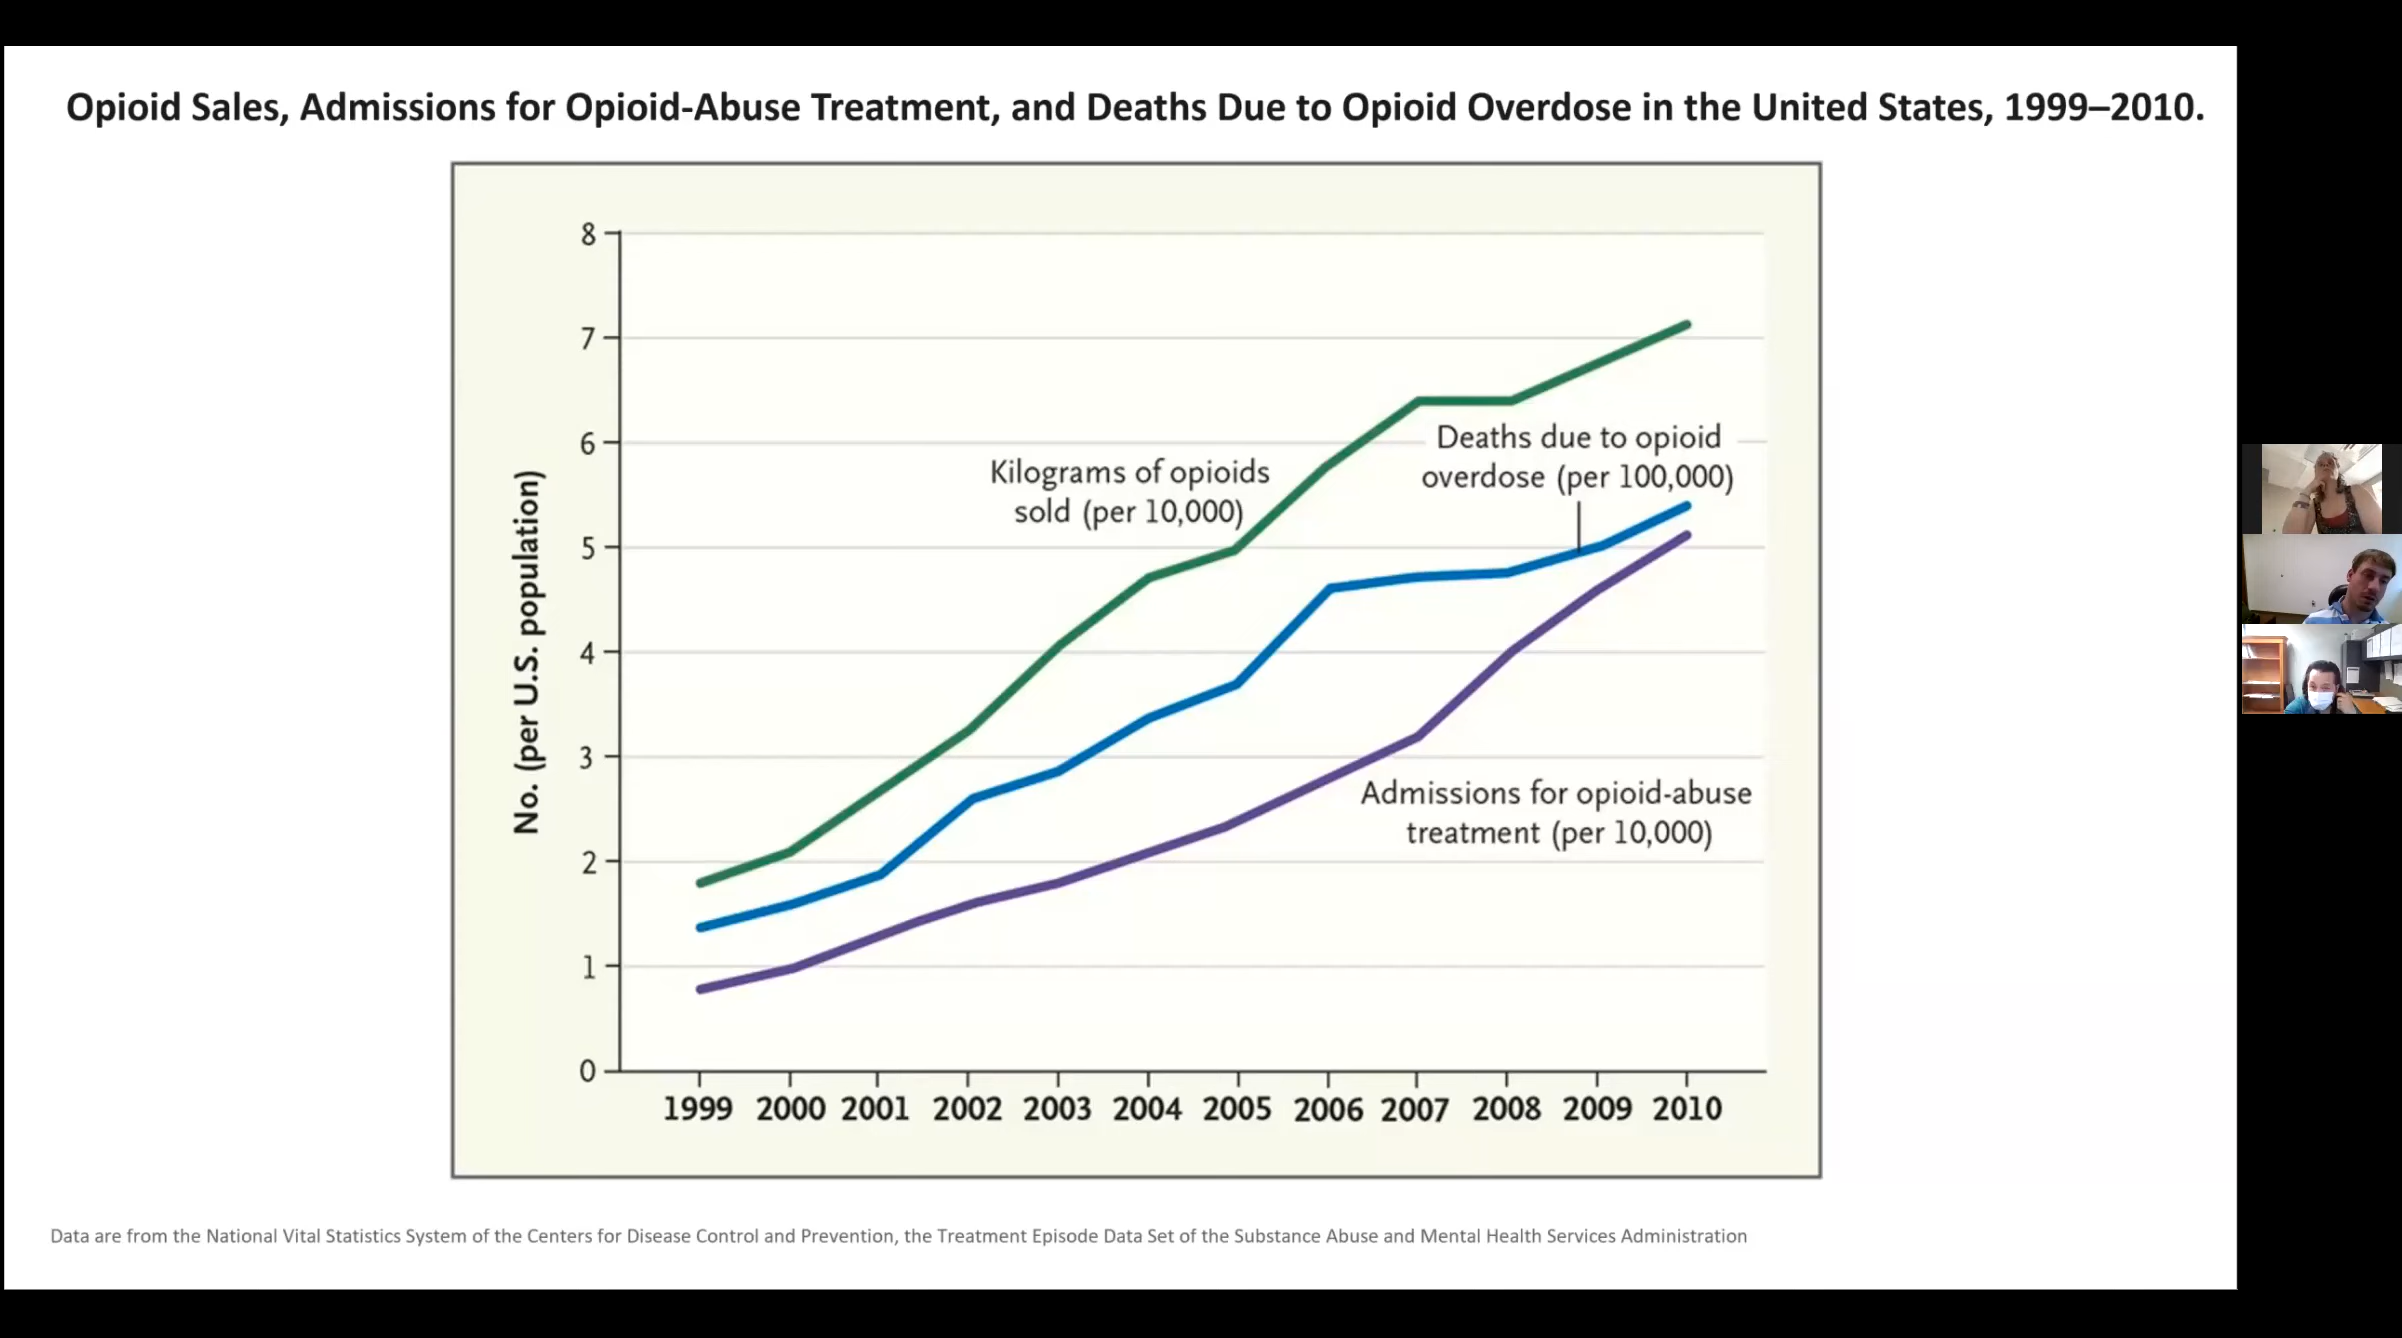 Opioid Sales, Admissions for Opioid-Abuse Treatment, and Deaths Due to Opioid Overdose in the United States, 1999–2010.
8
7
6
5
4
3
2
1
0
No. (per U.S. population)
Kilograms of opioids
sold (per 10,000)
Deaths due to opioid
overdose (per 100,000)
Admissions for opioid-abuse
treatment (per 10,000)
1999 2000 2001 2002 2003 2004 2005 2006 2007 2008 2009 2010
Data are from the National Vital Statistics System of the Centers for Disease Control and Prevention, the Treatment Episode Data Set of the Substance Abuse and Mental Health Services Administration